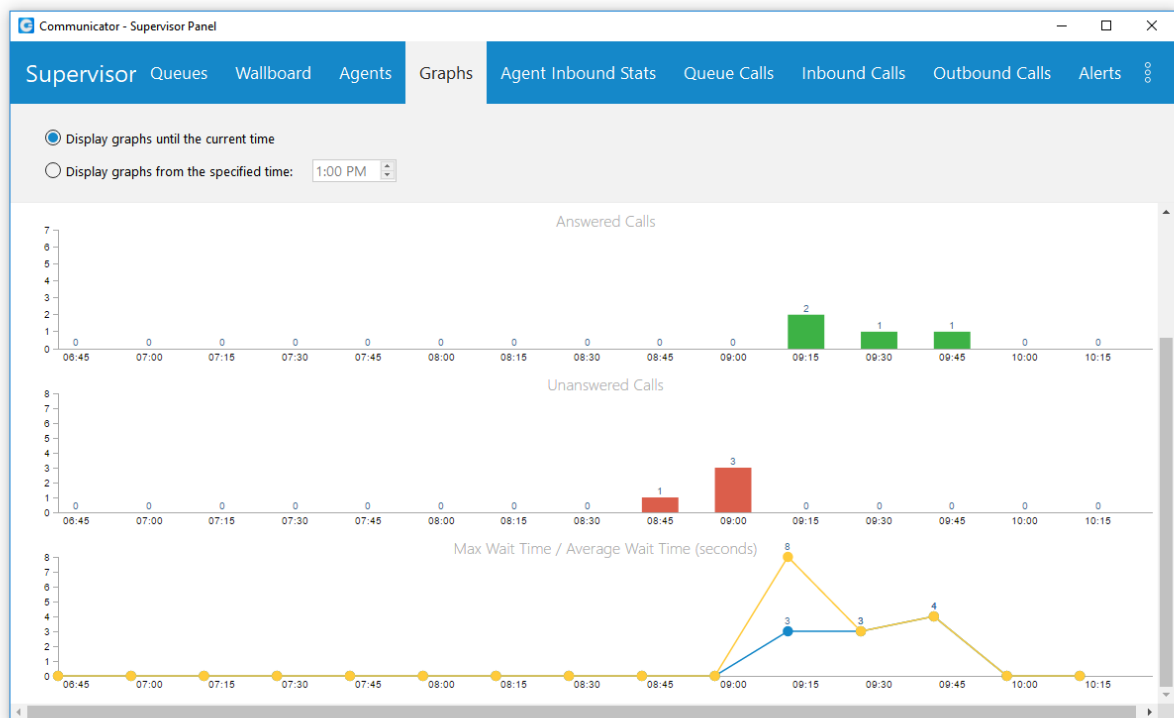 Communicator - Supervisor Panel
Supervisor Queues Wallboard Agents Graphs Agent Inbound Stats Queue Calls Inbound Calls Outbound Calls Alerts
Display graphs until the current time
Display graphs from the specified time: 1:00 PM
Answered Calls
7
6
5
4
3
2
1
0
2
1 1
0 0 0 0 0 0 0 0 0 0 0 0
06:45 07:00 07:15 07:30 07:45 08:00 08:15 08:30 08:45 09:00 09:15 09:30 09:45 10:00 10:15
Unanswered Calls
8
7
6
5
4
3
2
1
0
3
1
0 0 0 0 0 0 0 0 0 0 0 0 0
06:45 07:00 07:15 07:30 07:45 08:00 08:15 08:30 08:45 09:00 09:15 09:30 09:45 10:00 10:15
Max Wait Time / Average Wait Time (seconds)
8
7
6
5
4
3
2
1
0
8
4
3 3
06:45 07:00 07:15 07:30 07:45 08:00 08:15 08:30 08:45 09:00 09:15 09:30 09:45 10:00 10:15